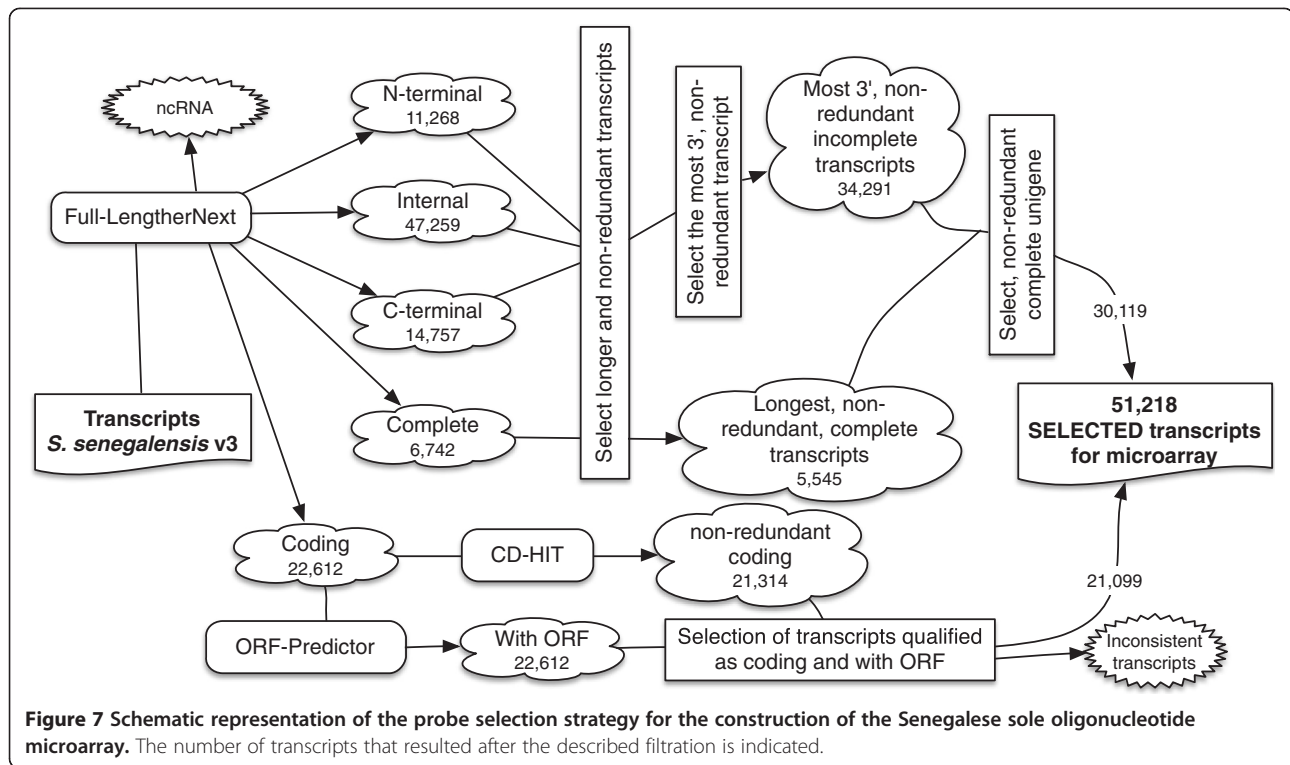 ncRNA
Full-LengtherNext
Transcripts
S. senegalensis v3
N-terminal
11,268
Internal
47,259
C-terminal
14,757
Complete
6,742
Select longer and non-redundant transcripts
Select the most 3', non-
redundant transcript
Most 3', non-
redundant
incomplete
transcripts
34,291
Longest, non-
redundant, complete
transcripts
5,545
Select, non-redundant
complete unigene
30,119
51,218
SELECTED transcripts
for microarray
Coding
22,612
CD-HIT
non-redundant
coding
21,314
21,099
ORF-Predictor
With ORF
22,612
Selection of transcripts qualified
as coding and with ORF
Inconsistent
transcripts
Figure 7 Schematic representation of the probe selection strategy for the construction of the Senegalese sole oligonucleotide
microarray. The number of transcripts that resulted after the described filtration is indicated.